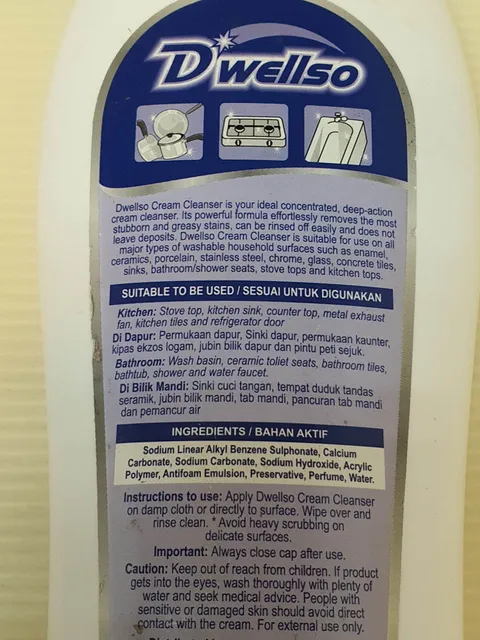 D'wellso
Dwellso Cream Cleanser is your ideal concentrated, deep-action
cream cleanser. Its powerful formula effortlessly removes the most
stubborn and greasy stains, can be rinsed off easily and does not
leave deposits. Dwellso Cream Cleanser is suitable for use on all
major types of washable household surfaces such as enamel,
ceramics, porcelain, stainless steel, chrome, glass, concrete tiles,
sinks, bathroom/shower seats, stove tops and kitchen tops.
SUITABLE TO BE USED / SESUAI UNTUK DIGUNAKAN
Kitchen: Stove top, kitchen sink, counter top, metal exhaust
fan, kitchen tiles and refrigerator door
Di Dapur: Permukaan dapur, Sinki dapur, permukaan kaunter,
kipas ekzos logam, jubin bilik dapur dan pintu peti sejuk.
Bathroom: Wash basin, ceramic toliet seats, bathroom tiles,
bathtub, shower and water faucet.
Di Bilik Mandi: Sinki cuci tangan, tempat duduk tandas
seramik, jubin bilik mandi, tab mandi, pancuran tab mandi
dan pemancur air
INGREDIENTS / BAHAN AKTIF
Sodium Linear Alkyl Benzene Sulphonate, Calcium
Carbonate, Sodium Carbonate, Sodium Hydroxide, Acrylic
Polymer, Antifoam Emulsion, Preservative, Perfume, Water.
Instructions to use: Apply Dwellso Cream Cleanser
on damp cloth or directly to surface. Wipe over and
rinse clean. * Avoid heavy scrubbing on
delicate surfaces.
Important: Always close cap after use.
Caution: Keep out of reach from children. If product
gets into the eyes, wash thoroughly with plenty of
water and seek medical advice. People with
sensitive or damaged skin should avoid direct
contact with the cream. For external use only.